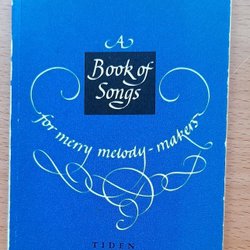 A
Book of
Songs
for merry melody-makers
TIDEN